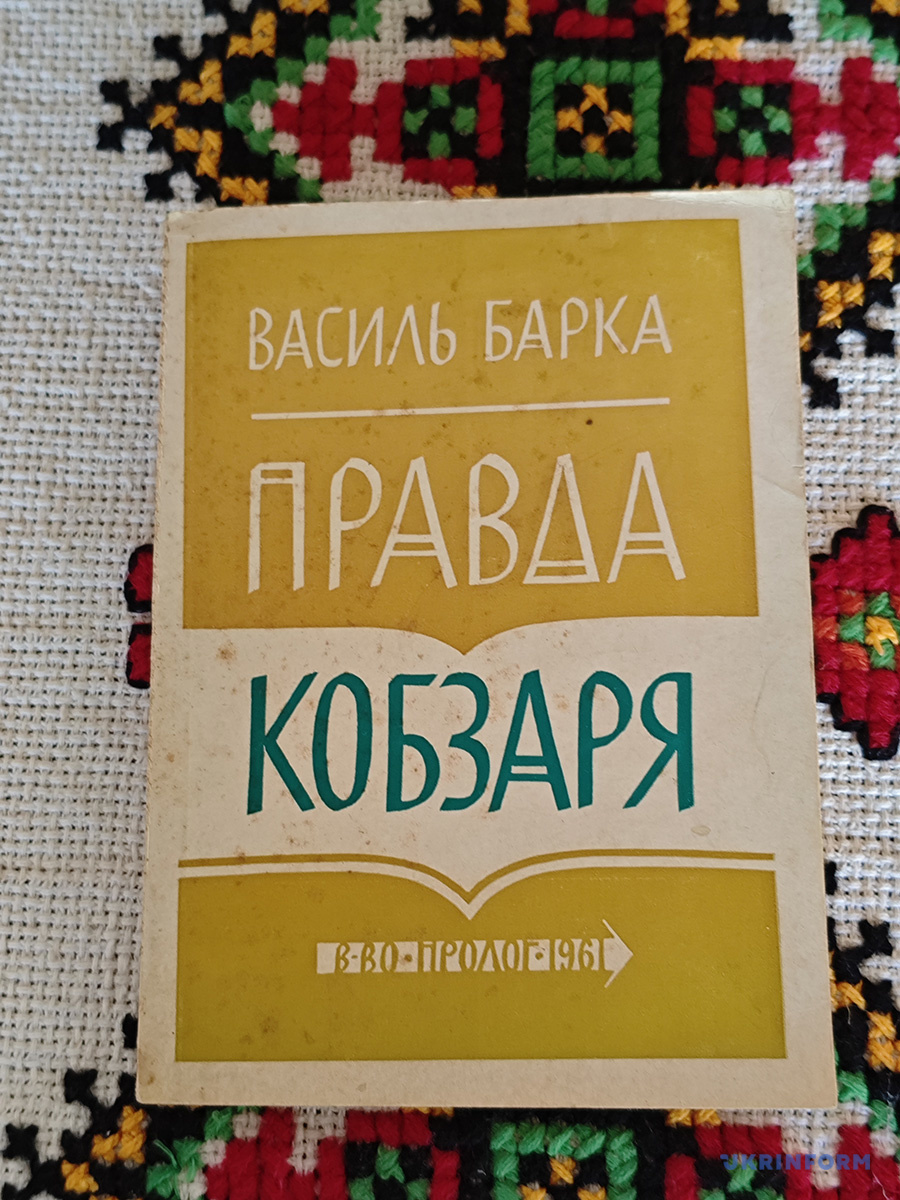 ВАСИЛЬ БАРКА
ПРАВДА
КОБЗАРЯ
В-ВО·ПРОЛОГ·1961
UKRINFORM